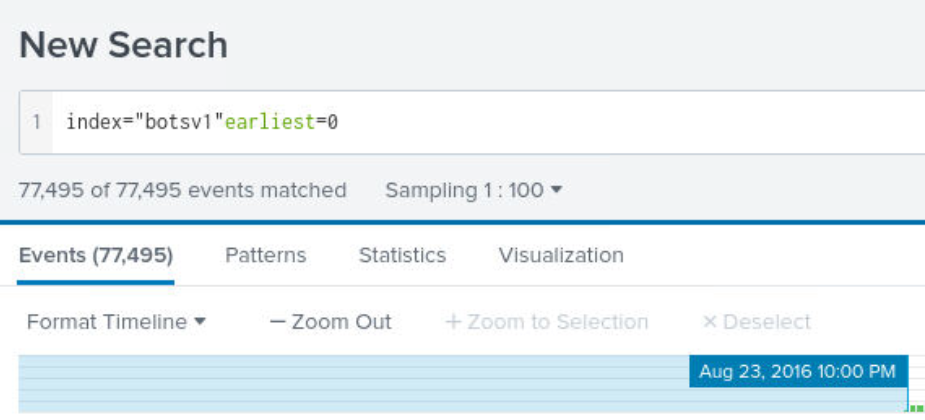 New Search
1 index="botsv1"earliest=0
77,495 of 77,495 events matched Sampling 1 : 100
Events (77,495) Patterns Statistics Visualization
Format Timeline — Zoom Out + Zoom to Selection × Deselect
Aug 23, 2016 10:00 PM